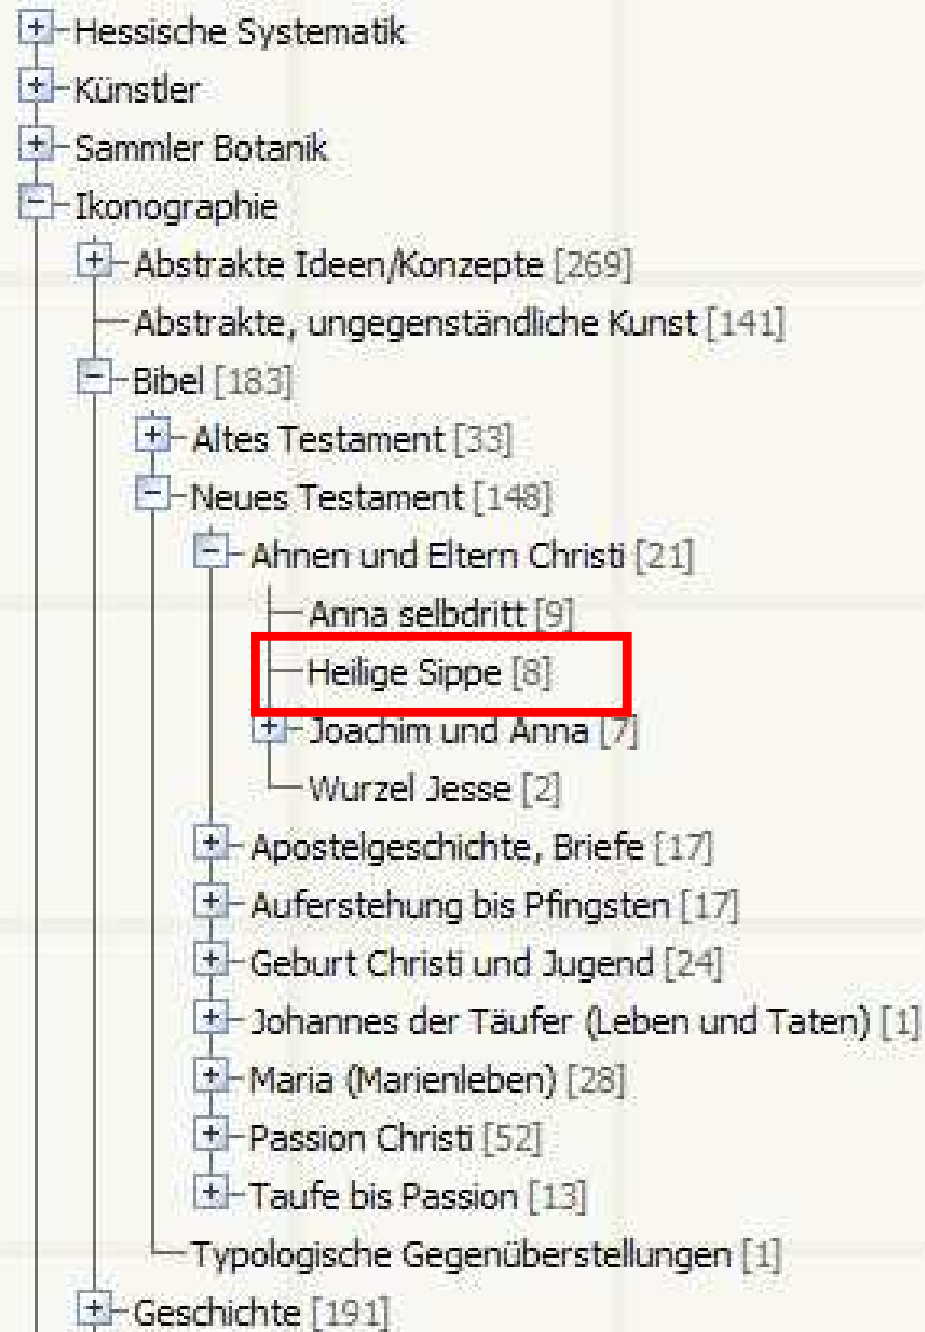 Hessische Systematik
Künstler
Sammler Botanik
Ikonographie
Abstrakte Ideen/Konzepte [269]
Abstrakte, ungegenständliche Kunst [141]
Bibel [183]
Altes Testament [33]
Neues Testament [148]
Ahnen und Eltern Christi [21]
Anna selbdritt [9]
Heilige Sippe [8]
Joachim und Anna [7]
Wurzel Jesse [2]
Apostelgeschichte, Briefe [17]
Auferstehung bis Pfingsten [17]
Geburt Christi und Jugend [24]
Johannes der Täufer (Leben und Taten) [1]
Maria (Marienleben) [28]
Passion Christi [52]
Taufe bis Passion [13]
Typologische Gegenüberstellungen [1]
Geschichte [191]